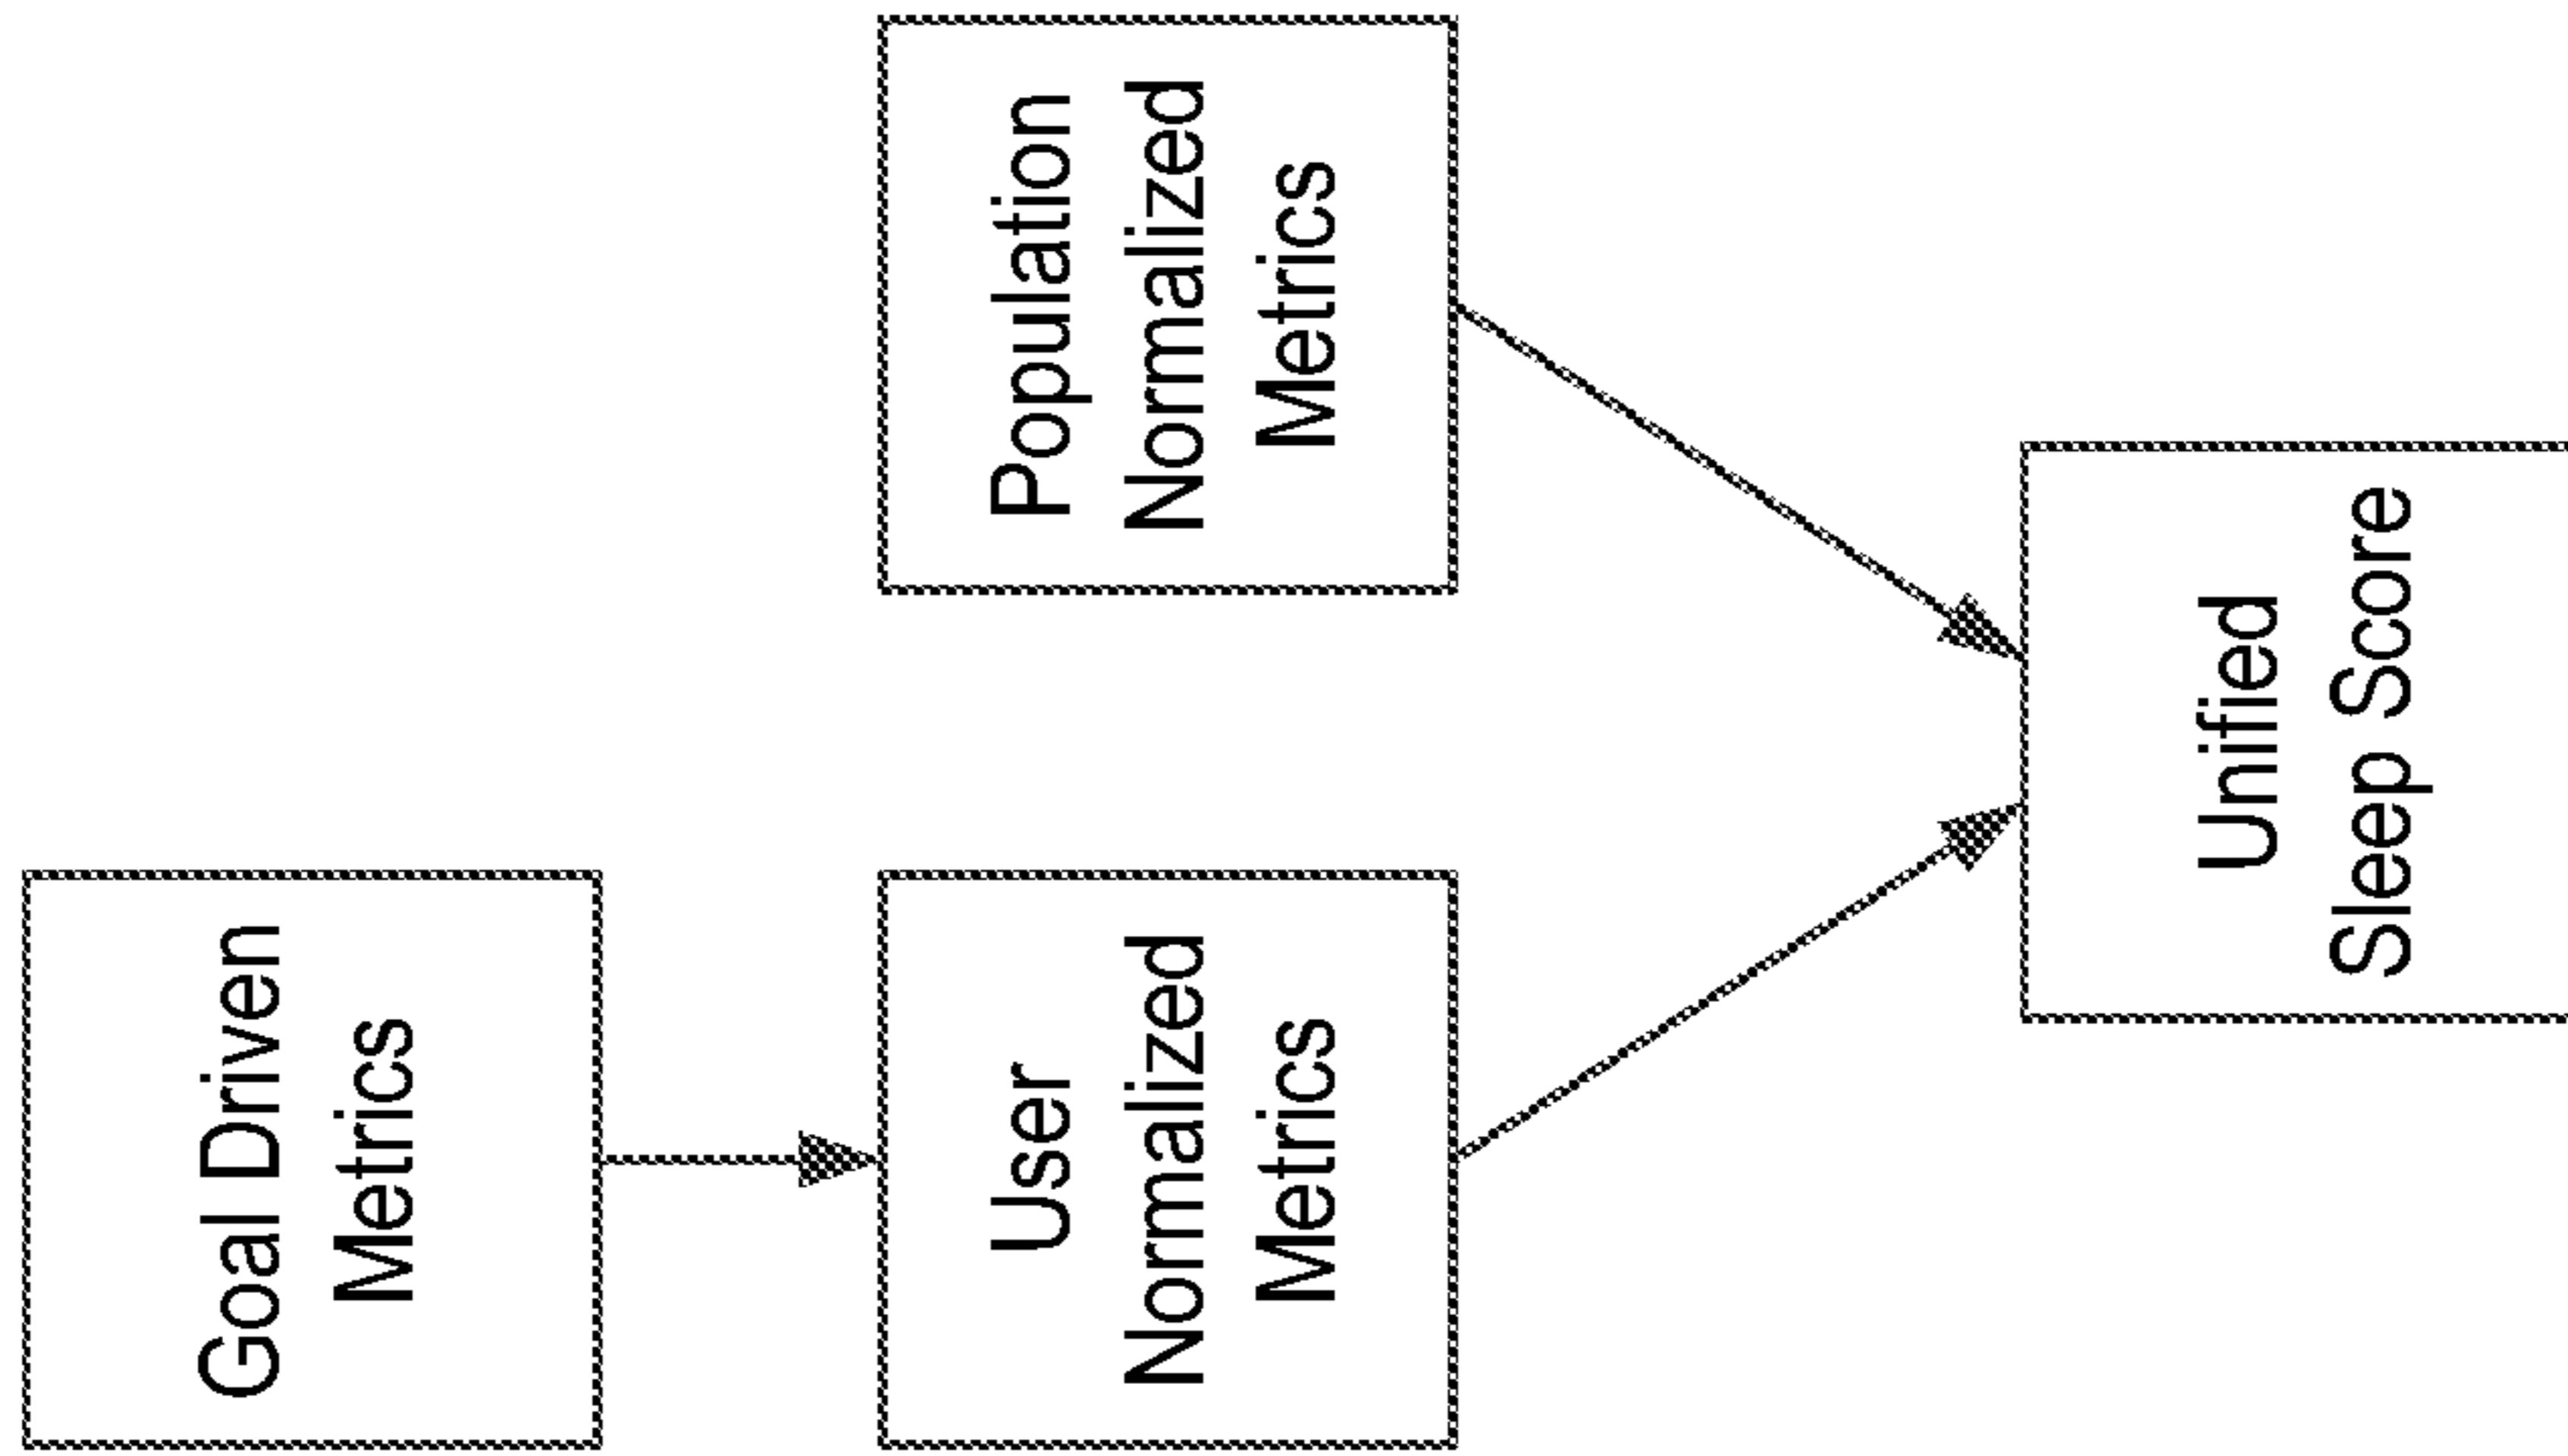 Goal Driven
Metrics
User
Normalized
Metrics
Population
Normalized
Metrics
Unified
Sleep Score